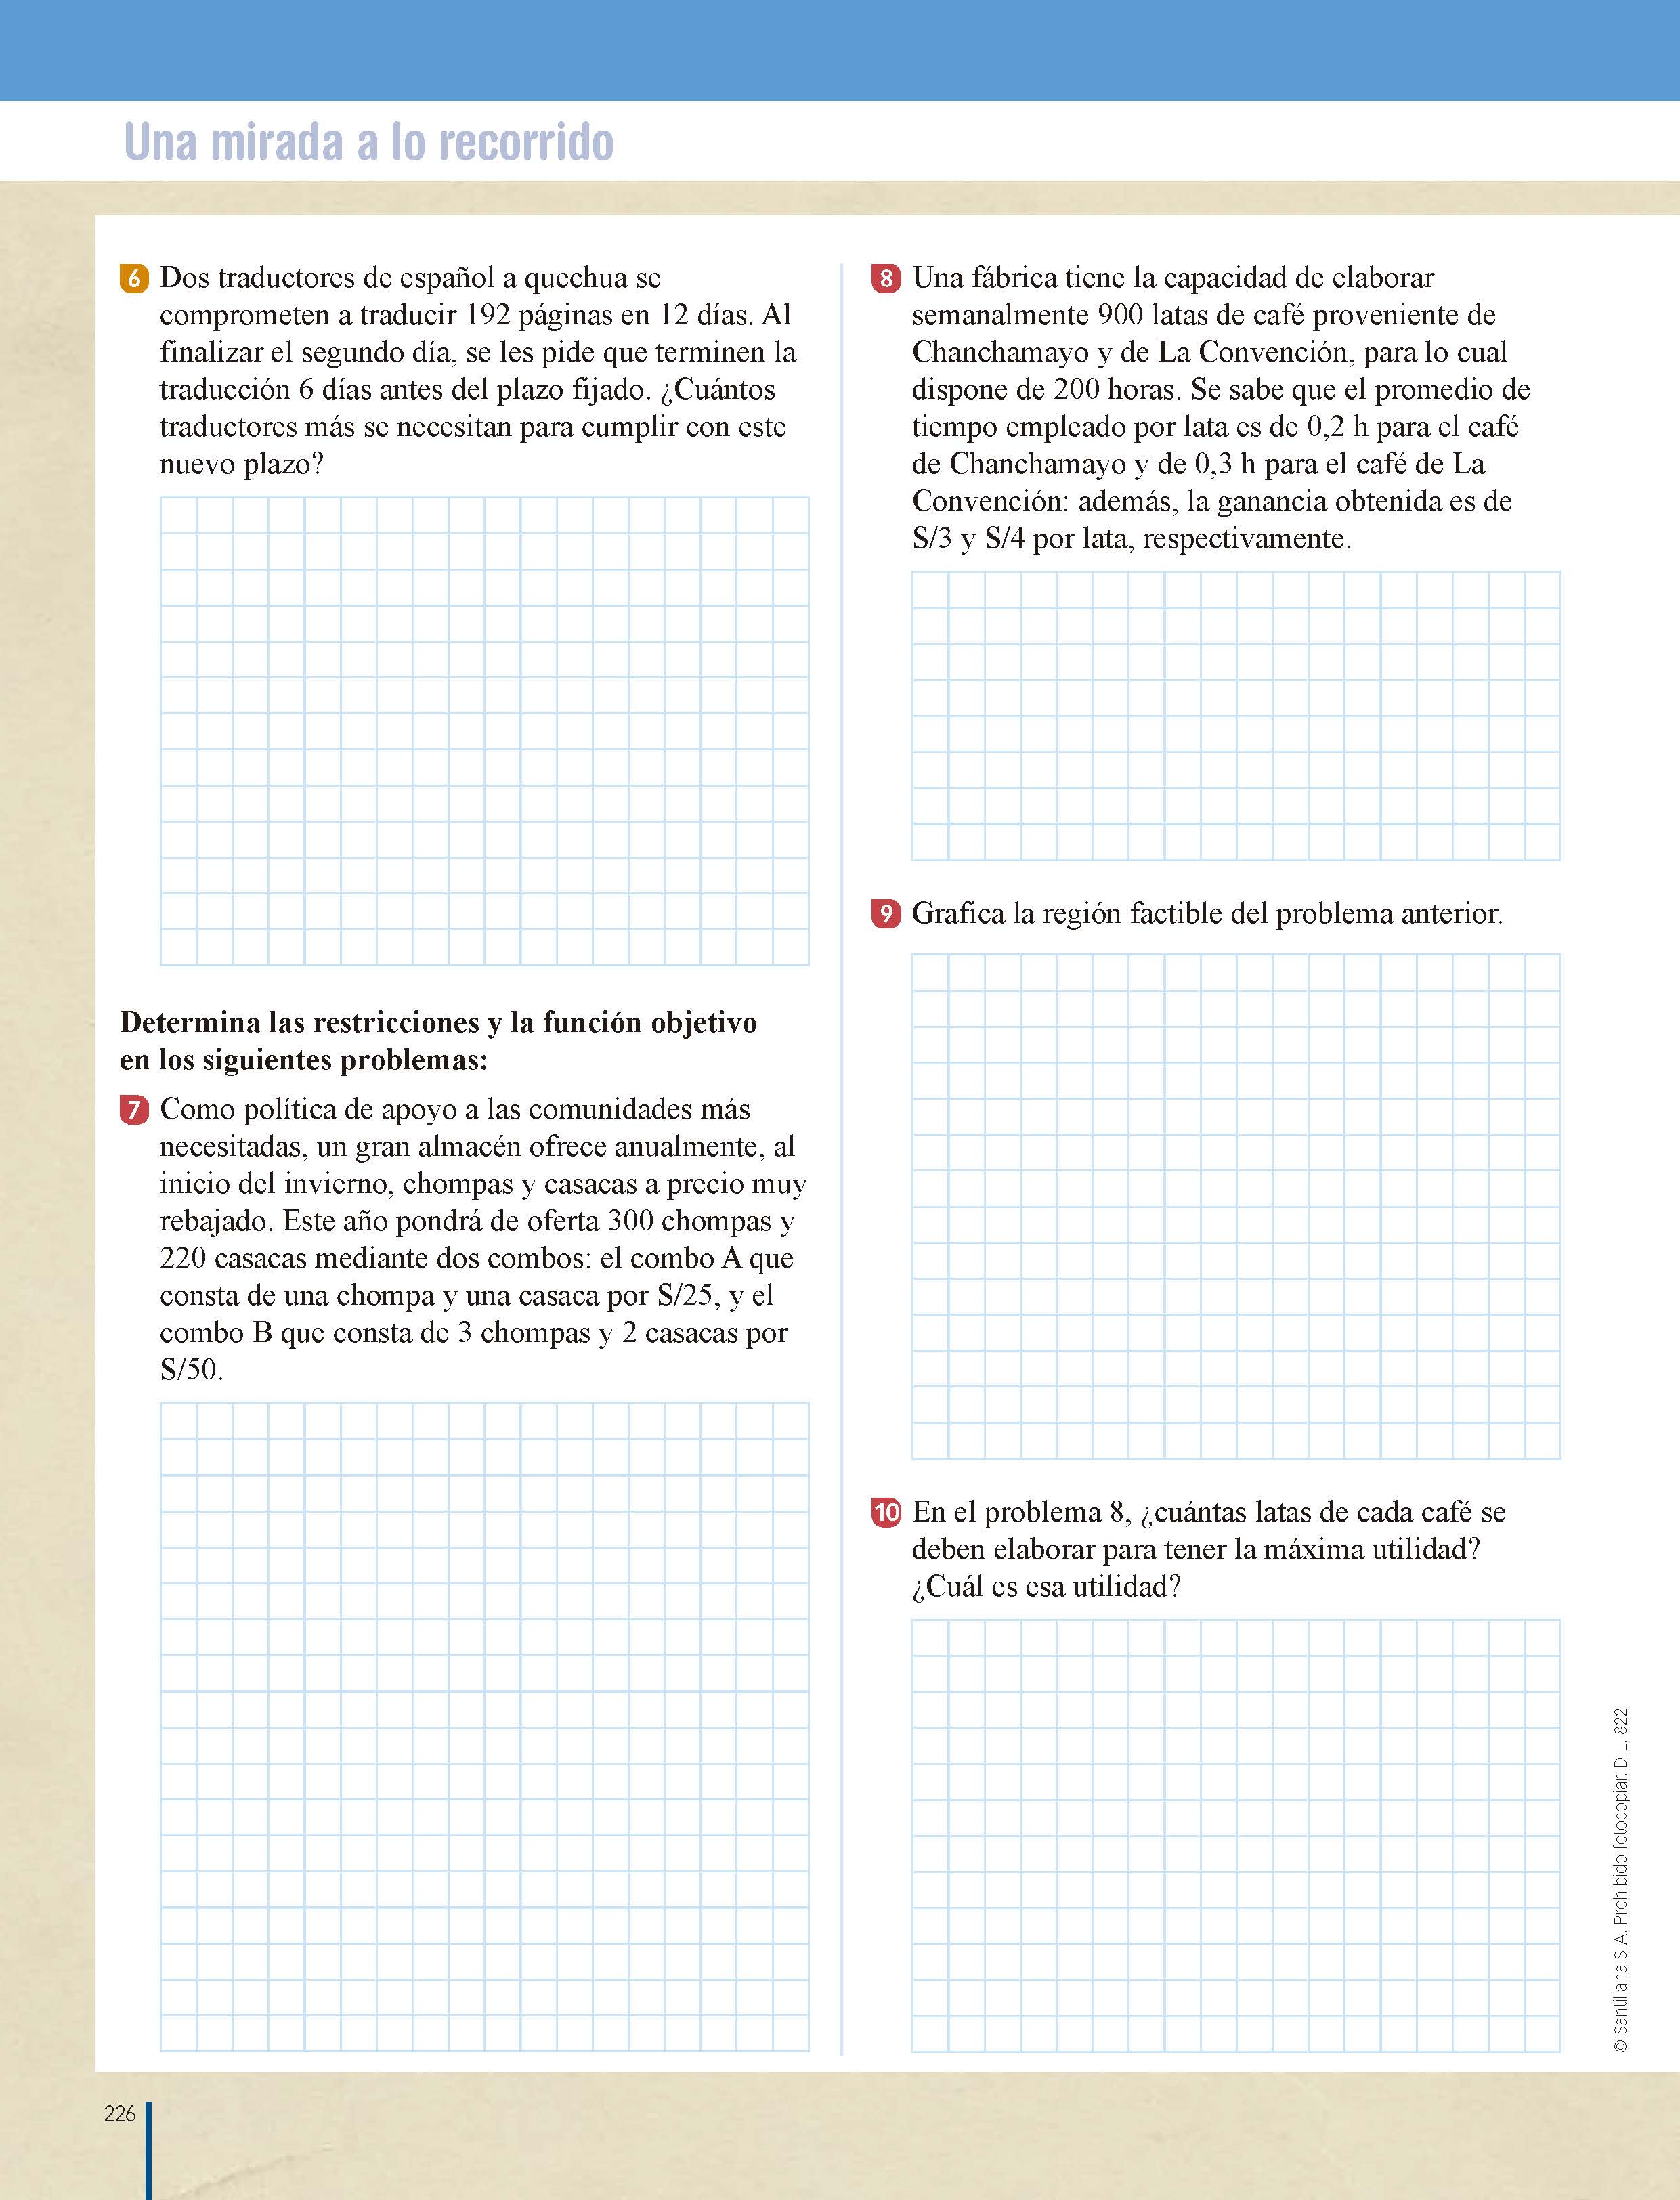 Una mirada a lo recorrido
6 Dos traductores de español a quechua se
comprometen a traducir 192 páginas en 12 días. Al
finalizar el segundo día, se les pide que terminen la
traducción 6 días antes del plazo fijado. ¿Cuántos
traductores más se necesitan para cumplir con este
nuevo plazo?
Determina las restricciones y la función objetivo
en los siguientes problemas:
7 Como política de apoyo a las comunidades más
necesitadas, un gran almacén ofrece anualmente, al
inicio del invierno, chompas y casacas a precio muy
rebajado. Este año pondrá de oferta 300 chompas y
220 casacas mediante dos combos: el combo A que
consta de una chompa y una casaca por S/25, y el
combo B que consta de 3 chompas y 2 casacas por
S/50.
8 Una fábrica tiene la capacidad de elaborar
semanalmente 900 latas de café proveniente de
Chanchamayo y de La Convención, para lo cual
dispone de 200 horas. Se sabe que el promedio de
tiempo empleado por lata es de 0,2 h para el café
de Chanchamayo y de 0,3 h para el café de La
Convención: además, la ganancia obtenida es de
S/3 y S/4 por lata, respectivamente.
9 Grafica la región factible del problema anterior.
10 En el problema 8, ¿cuántas latas de cada café se
deben elaborar para tener la máxima utilidad?
¿Cuál es esa utilidad?
© Santillana S. A. Prohibido fotocopiar. D. L. 822
226